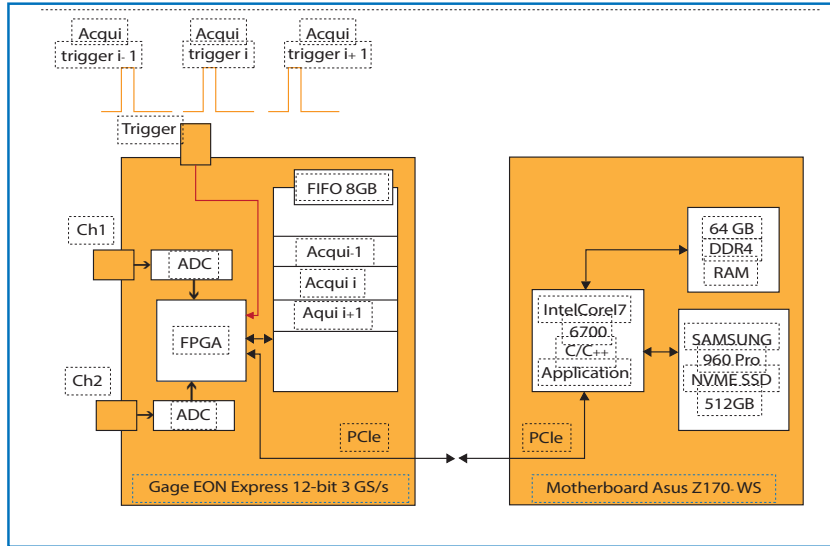 Acqui
trigger i- 1
Acqui
trigger i
Acqui
trigger i+ 1
Trigger
FIFO 8GB
Ch1
ADC
Acqui-1
Acqui i
Aqui i+1
FPGA
Ch2
ADC
PCIe
Gage EON Express 12-bit 3 GS/s
64 GB
DDR4
RAM
IntelCoreI7
6700
C/C++
Application
SAMSUNG
960 Pro
NVME SSD
512GB
PCIe
Motherboard Asus Z170- WS